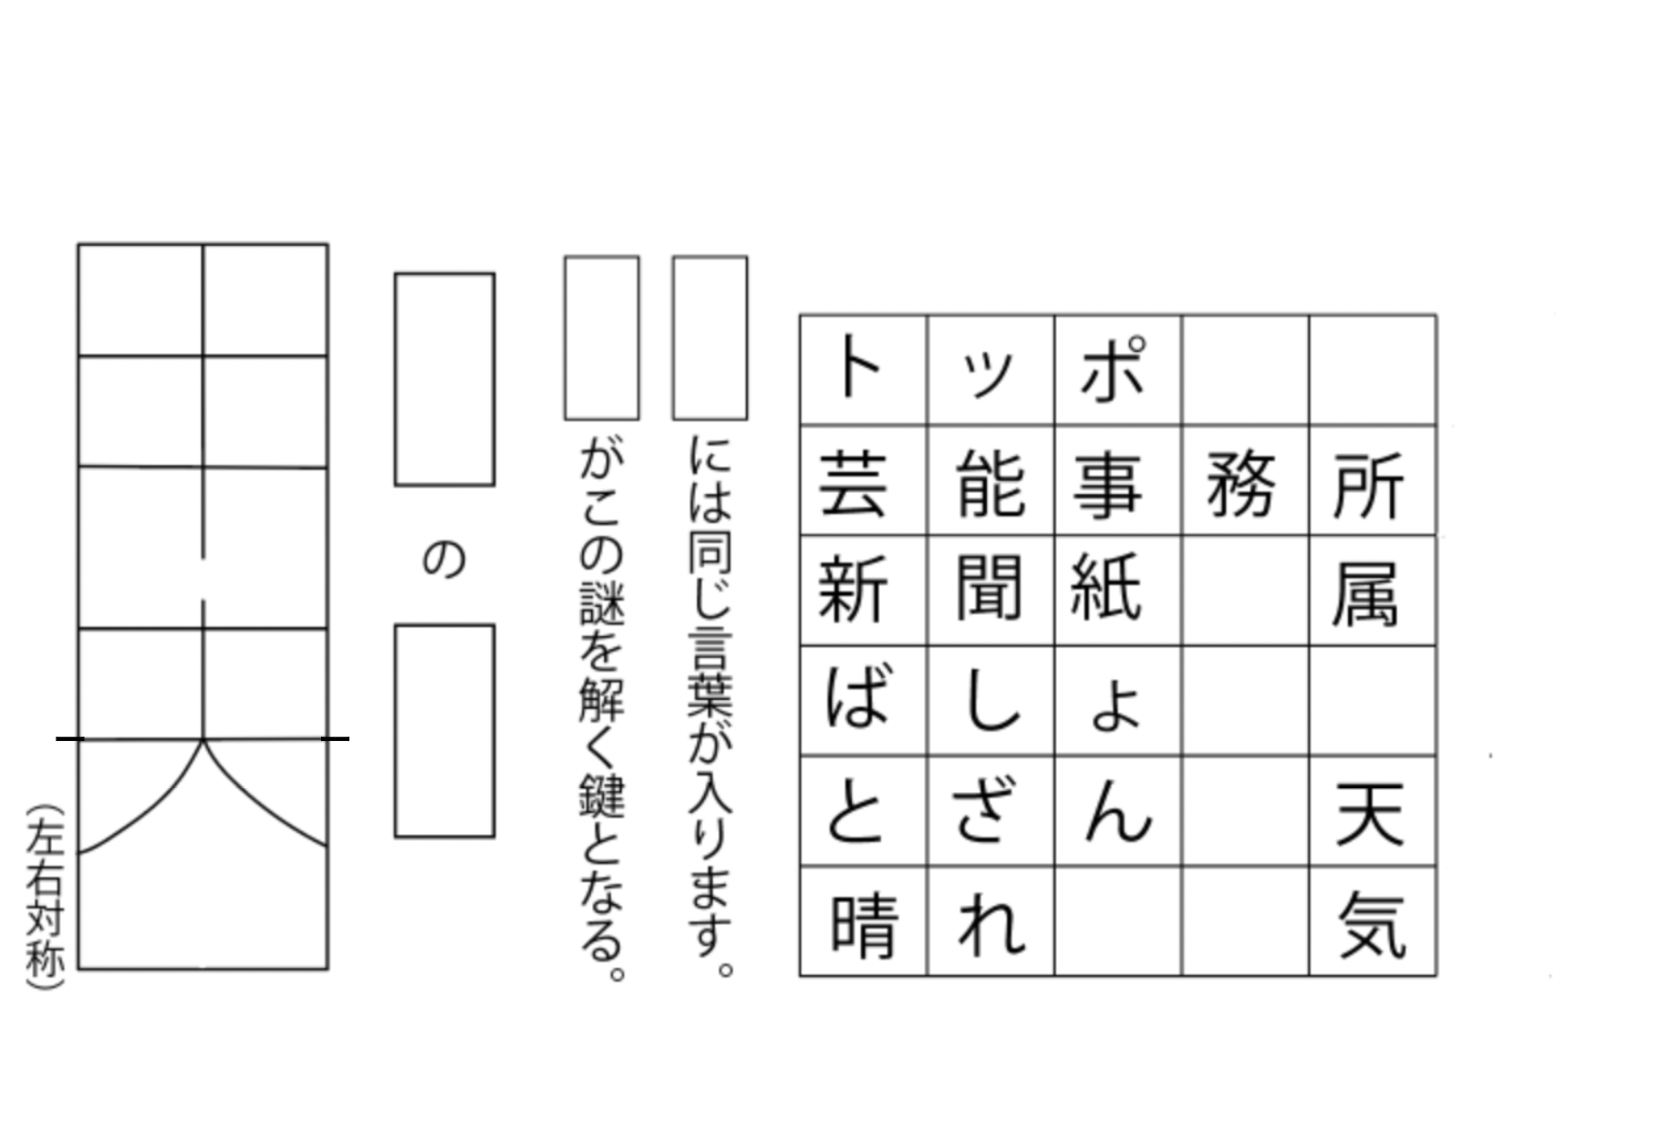 トッポ
芸能事務所
新聞紙 属
ばしょ
とざん 天
晴れ 気
には同じ言葉が入ります。
がこの謎を解く鍵となる。
の
（左右対称）